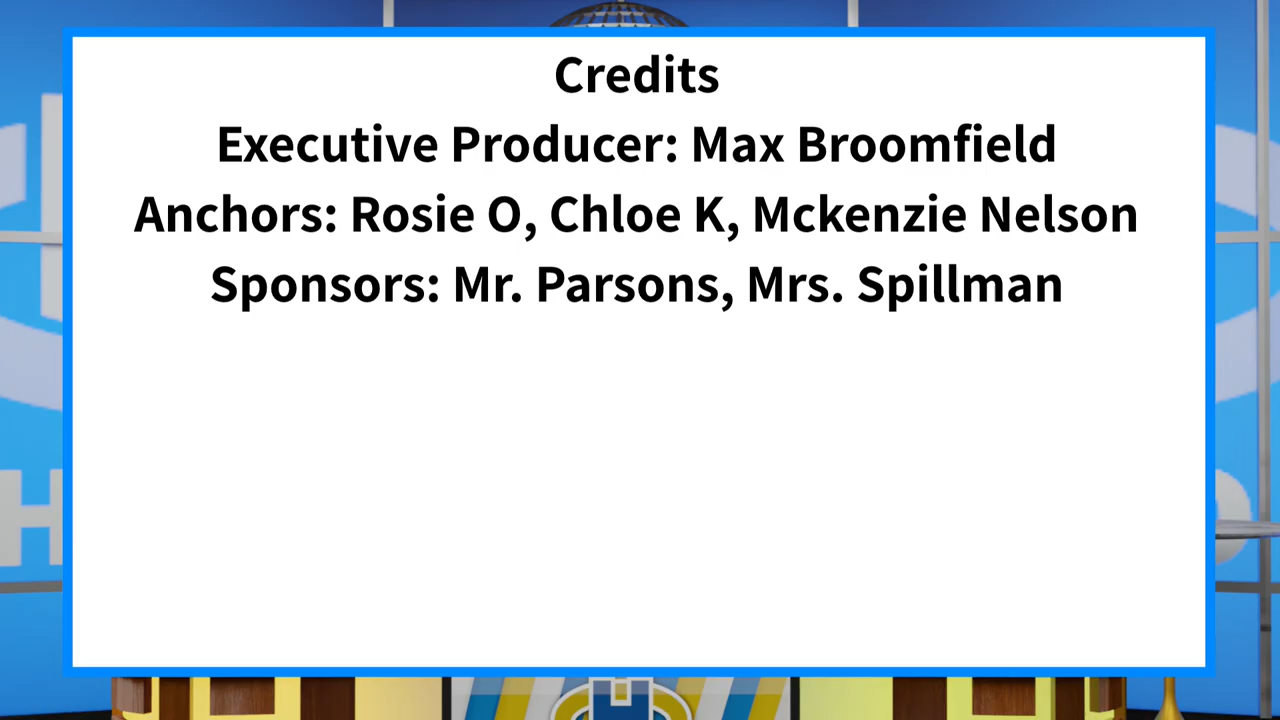 Credits
Executive Producer: Max Broomfield
Anchors: Rosie O, Chloe K, Mckenzie Nelson
Sponsors: Mr. Parsons, Mrs. Spillman